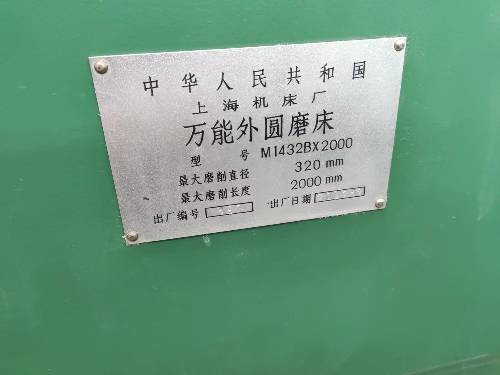 中华人民共和国
上海机床厂
万能外圆磨床
型 号 M1432BX2000
最大磨削直径 320 mm
最大磨削长度 2000 mm
出厂编号 出厂日期